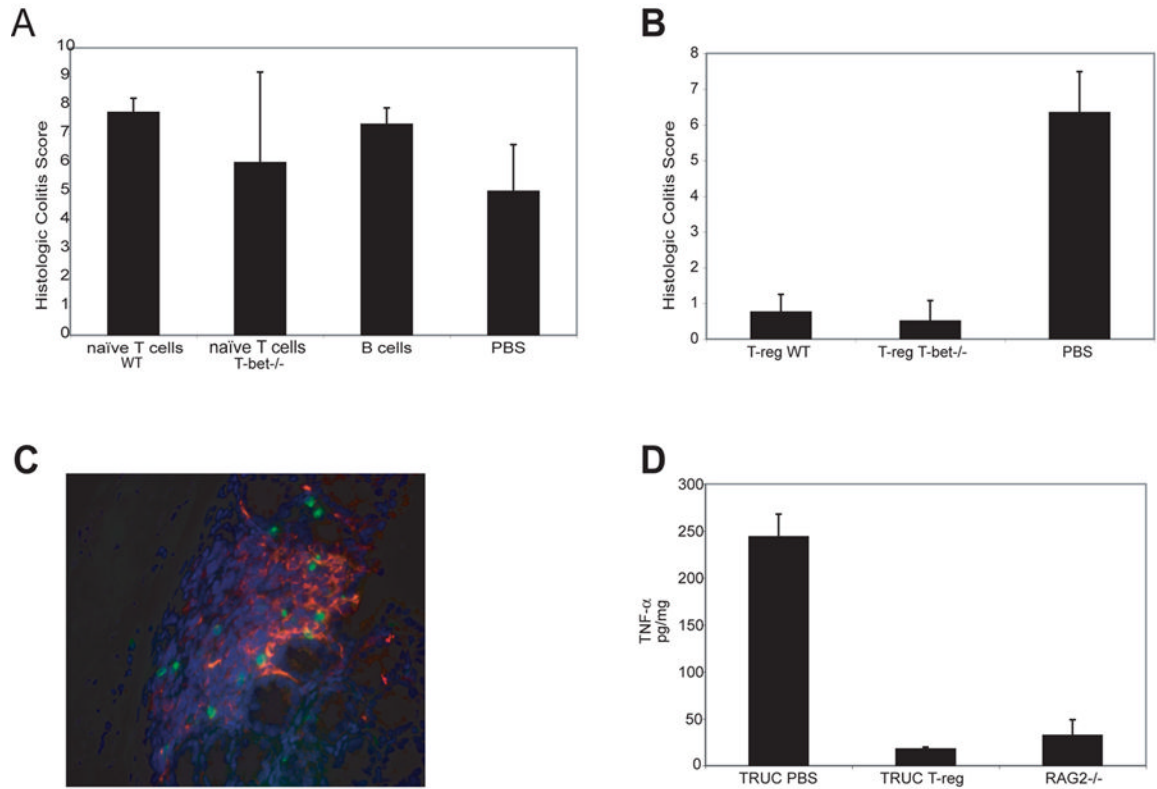 A
Histologic Colitis Score
10
9
8
7
6
5
4
3
2
1
0
naïve T cells
WT
naïve T cells
T-bet-/-
B cells
PBS
B
Histologic Colitis Score
8
7
6
5
4
3
2
1
0
T-reg WT
T-reg T-bet-/-
PBS
C
D
TNF-α
pg/mg
300
250
200
150
100
50
0
TRUC PBS
TRUC T-reg
RAG2-/-